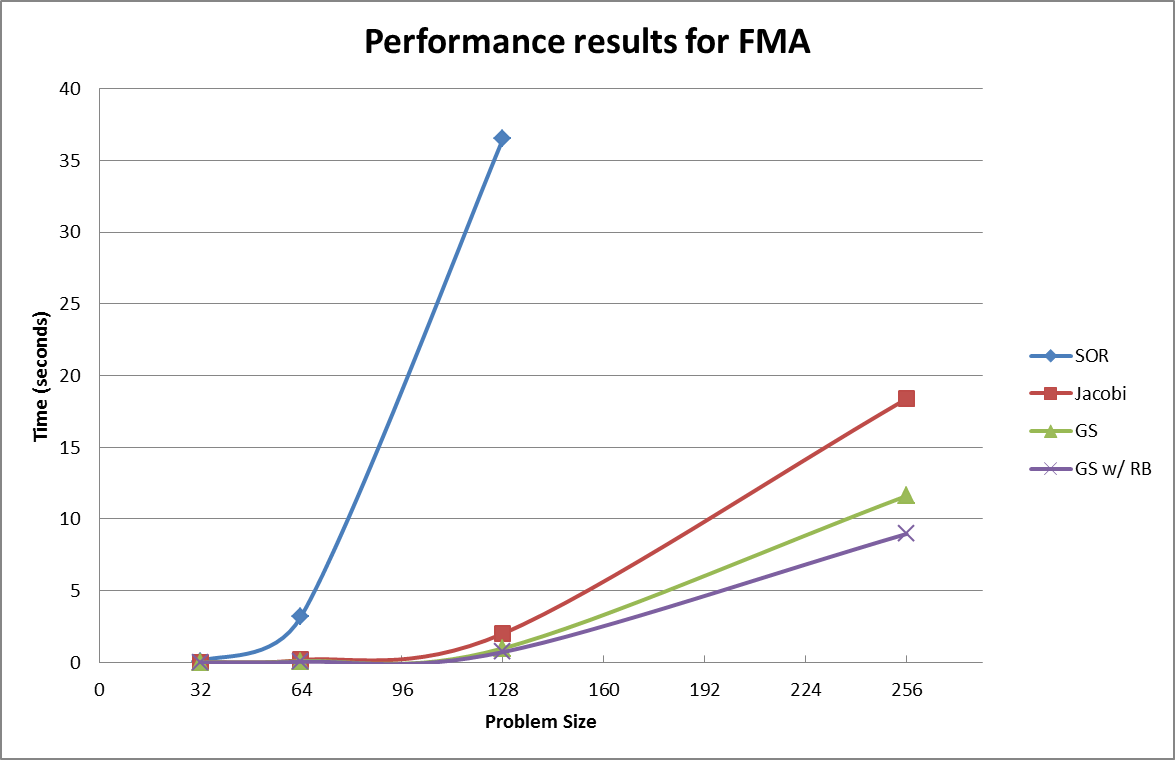 Performance results for FMA
40
35
30
25
20
15
10
5
0
Time (seconds)
0 32 64 96 128 160 192 224 256
Problem Size
SOR
Jacobi
GS
GS w/ RB